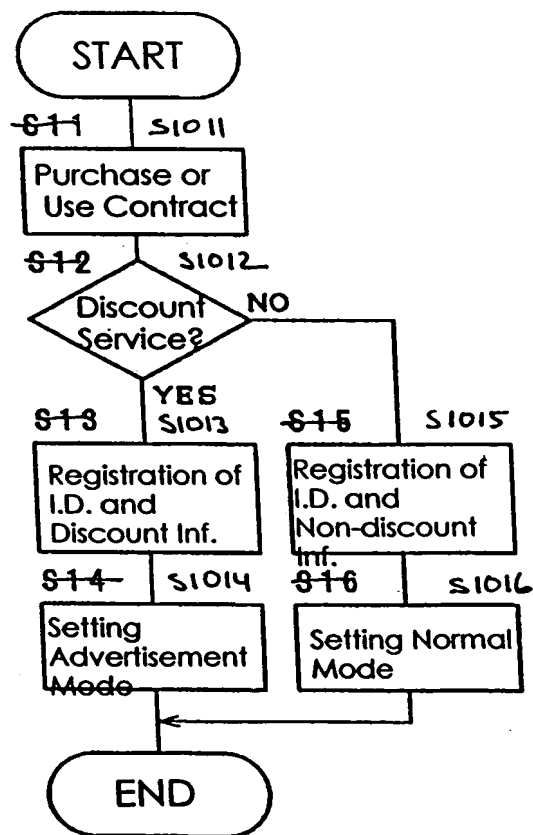 START
S11 S1011
Purchase or
Use Contract
S12 S1012
Discount
Service?
NO
YES
S13 S1013
Registration of
I.D. and
Discount Inf.
S15 S1015
Registration of
I.D. and
Non-discount
Inf.
S14 S1014
Setting
Advertisement
Mode
S16 S1016
Setting Normal
Mode
END